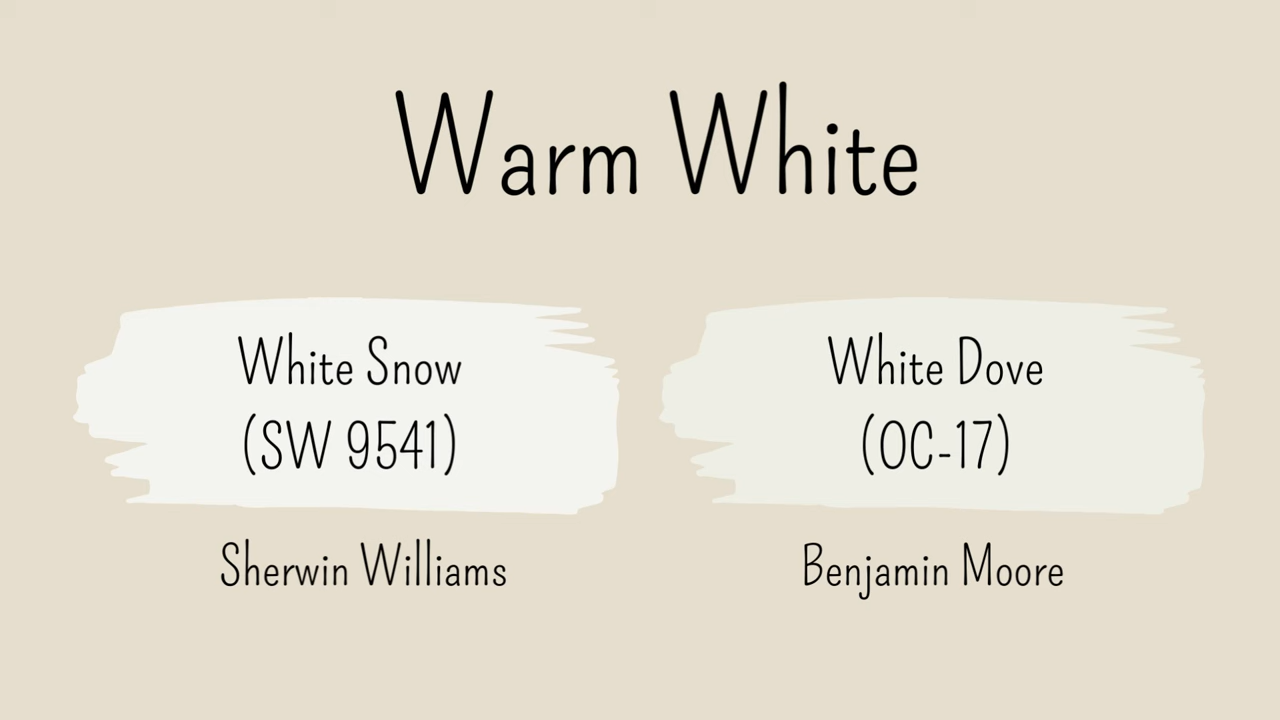 Warm White
White Snow
(SW 9541)
Sherwin Williams
White Dove
(OC-17)
Benjamin Moore